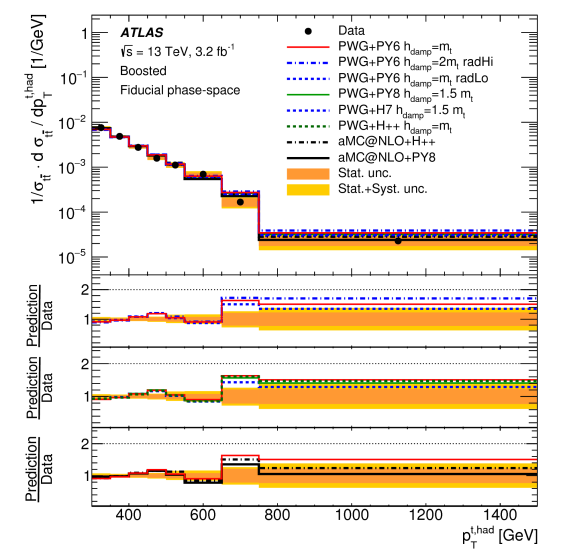 1/σ_{tt̄} · d σ_{tt̄} / dp_T^{t,had} [1/GeV]
ATLAS
√s = 13 TeV, 3.2 fb⁻¹
Boosted
Fiducial phase-space
Data
PWG+PY6 h_damp=m_t
PWG+PY6 h_damp=2m_t radHi
PWG+PY6 h_damp=m_t radLo
PWG+PY8 h_damp=1.5 m_t
PWG+H7 h_damp=1.5 m_t
PWG+H++ h_damp=m_t
aMC@NLO+H++
aMC@NLO+PY8
Stat. unc.
Stat.+Syst. unc.
1
10⁻¹
10⁻²
10⁻³
10⁻⁴
10⁻⁵
Prediction
Data
2
1
Prediction
Data
2
1
Prediction
Data
2
1
400 600 800 1000 1200 1400
p_T^{t,had} [GeV]